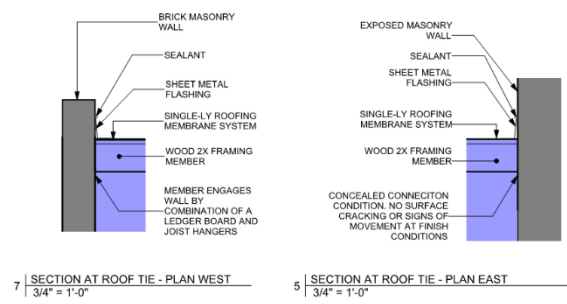 BRICK MASONRY
WALL
SEALANT
SHEET METAL
FLASHING
SINGLE-LY ROOFING
MEMBRANE SYSTEM
WOOD 2X FRAMING
MEMBER
MEMBER ENGAGES
WALL BY
COMBINATION OF A
LEDGER BOARD AND
JOIST HANGERS
7 SECTION AT ROOF TIE - PLAN WEST
3/4" = 1'-0"
EXPOSED MASONRY
WALL
SEALANT
SHEET METAL
FLASHING
SINGLE-LY ROOFING
MEMBRANE SYSTEM
WOOD 2X FRAMING
MEMBER
CONCEALED CONNECITON
CONDITION. NO SURFACE
CRACKING OR SIGNS OF
MOVEMENT AT FINISH
CONDITIONS
5 SECTION AT ROOF TIE - PLAN EAST
3/4" = 1'-0"